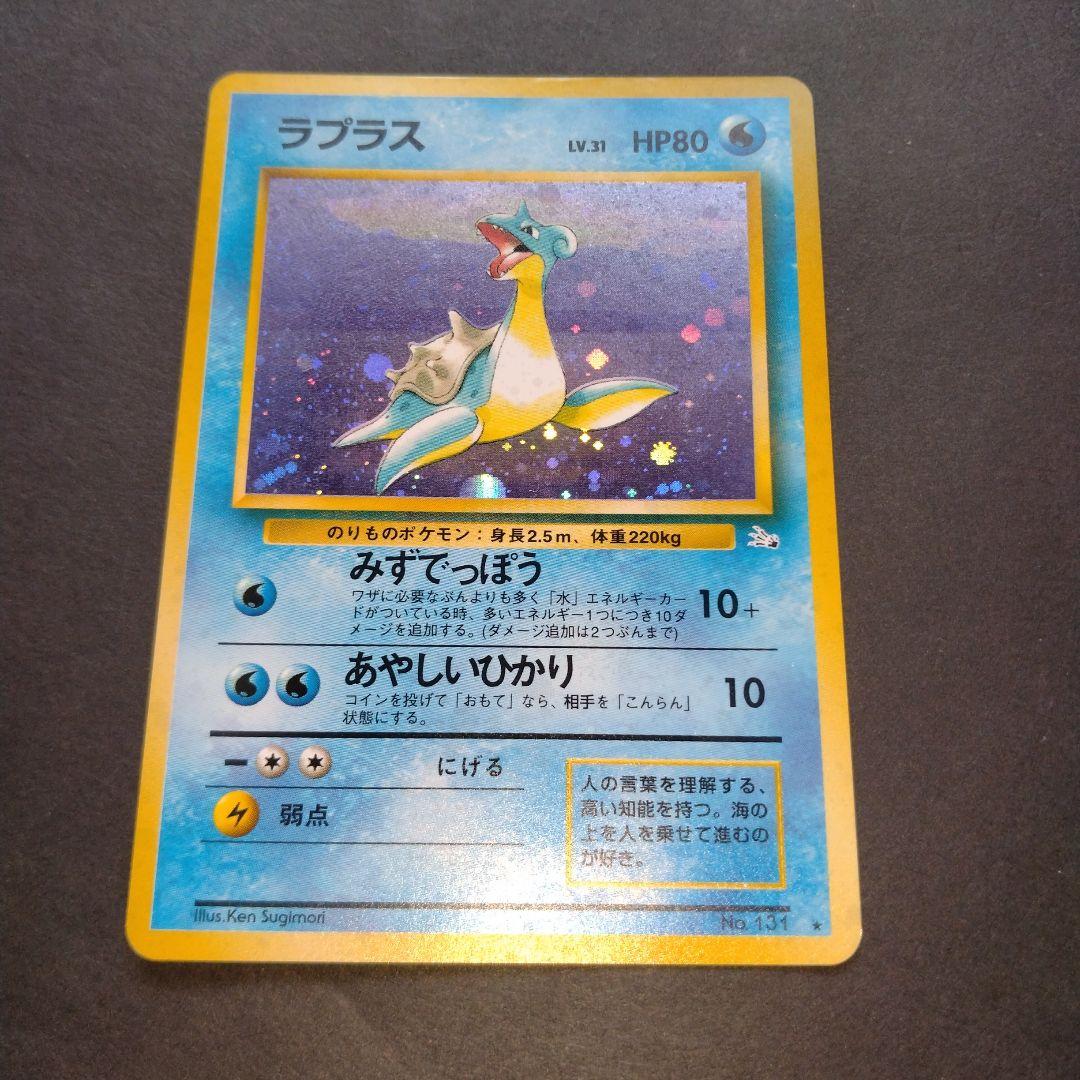 ラプラス LV.31 HP80
のりものポケモン：身長2.5m、体重220kg
みずでっぽう
ワザに必要なぶんよりも多く「水」エネルギーカー
ドがついている時、多いエネルギー1つにつき10ダ
メージを追加する。(ダメージ追加は2つぶんまで)
10+
あやしいひかり
コインを投げて「おもて」なら、相手を「こんらん」
状態にする。
10
にげる
弱点
人の言葉を理解する、
高い知能を持つ。海の
上を人を乗せて進むの
が好き。
Illus.Ken Sugimori
No.131 ★